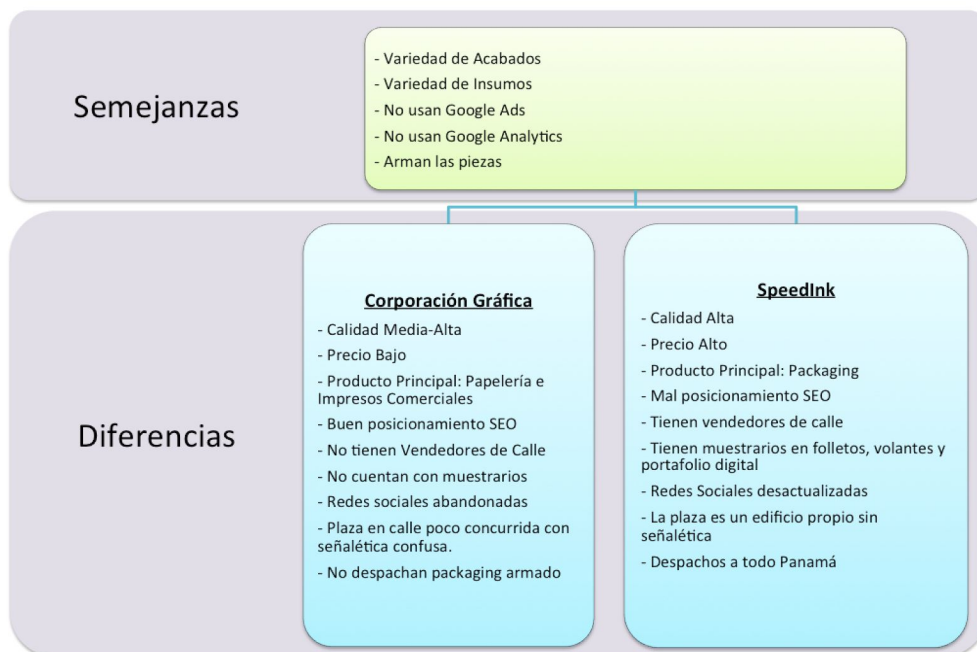 Semejanzas
- Variedad de Acabados
- Variedad de Insumos
- No usan Google Ads
- No usan Google Analytics
- Arman las piezas
Diferencias
Corporación Gráfica
- Calidad Media-Alta
- Precio Bajo
- Producto Principal: Papelería e
Impresos Comerciales
- Buen posicionamiento SEO
- No tienen Vendedores de Calle
- No cuentan con muestrarios
- Redes sociales abandonadas
- Plaza en calle poco concurrida con
señalética confusa.
- No despachan packaging armado
SpeedInk
- Calidad Alta
- Precio Alto
- Producto Principal: Packaging
- Mal posicionamiento SEO
- Tienen vendedores de calle
- Tienen muestrarios en folletos, volantes y
portafolio digital
- Redes Sociales desactualizadas
- La plaza es un edificio propio sin
señalética
- Despachos a todo Panamá